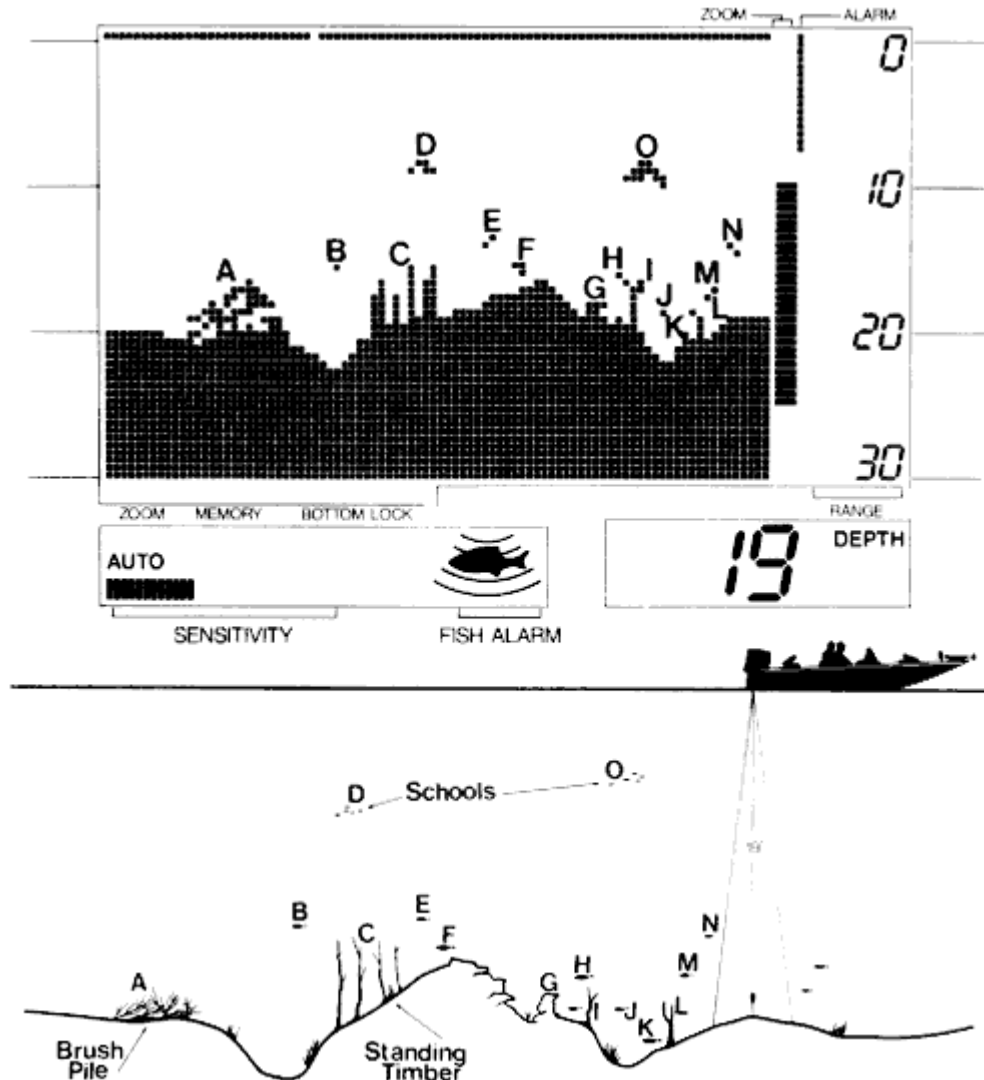 ZOOM ALARM
0
D O
10
E N
B C F H
A I M
G J
K L
20
30
ZOOM MEMORY BOTTOM LOCK RANGE
AUTO 19 DEPTH
SENSITIVITY FISH ALARM
D Schools O
19'
B E N
C F
A G H M
I J L
K
Brush Pile
Standing Timber